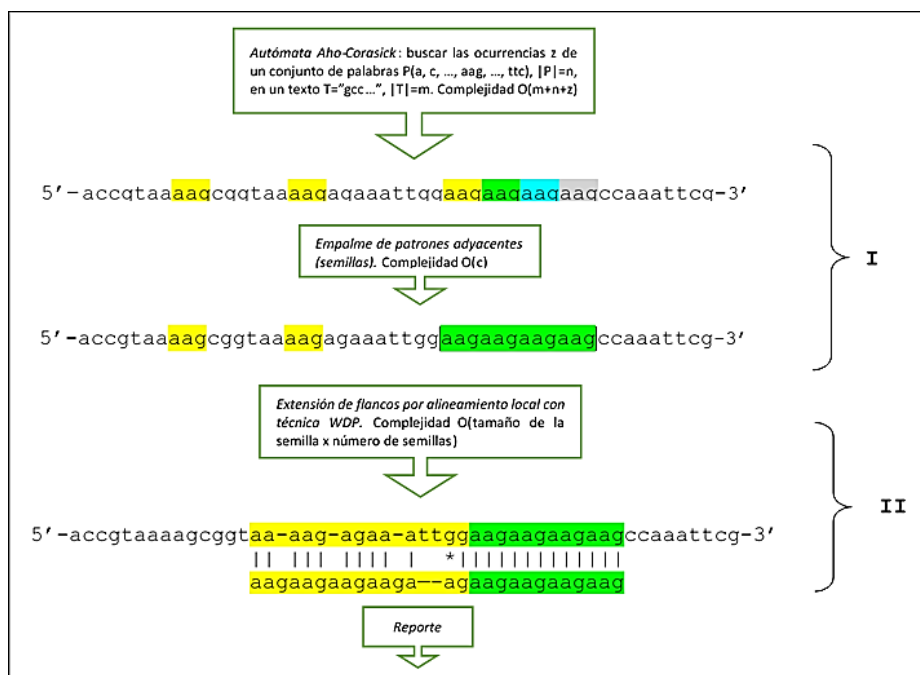 Autómata Aho-Corasick: buscar las ocurrencias z de
un conjunto de palabras P(a, c, ..., aag, ..., ttc), |P|=n,
en un texto T="gcc...", |T|=m. Complejidad O(m+n+z)
5'-accgtaaaagcggtaaaagagaaattggaagaagaagaagccaaattcg-3'
Empalme de patrones adyacentes
(semillas). Complejidad O(c)
I
5'-accgtaaaagcggtaaaagagaaattggaagaagaagaagccaaattcg-3'
Extensión de flancos por alineamiento local con
técnica WDP. Complejidad O(tamaño de la
semilla x número de semillas)
II
5'-accgtaaaagcggtaa-aag-agaa-attggaagaagaagaagccaaattcg-3'
|| ||| |||| | *|||||||||||||
aagaagaagaaga--agaagaagaagaag
Reporte